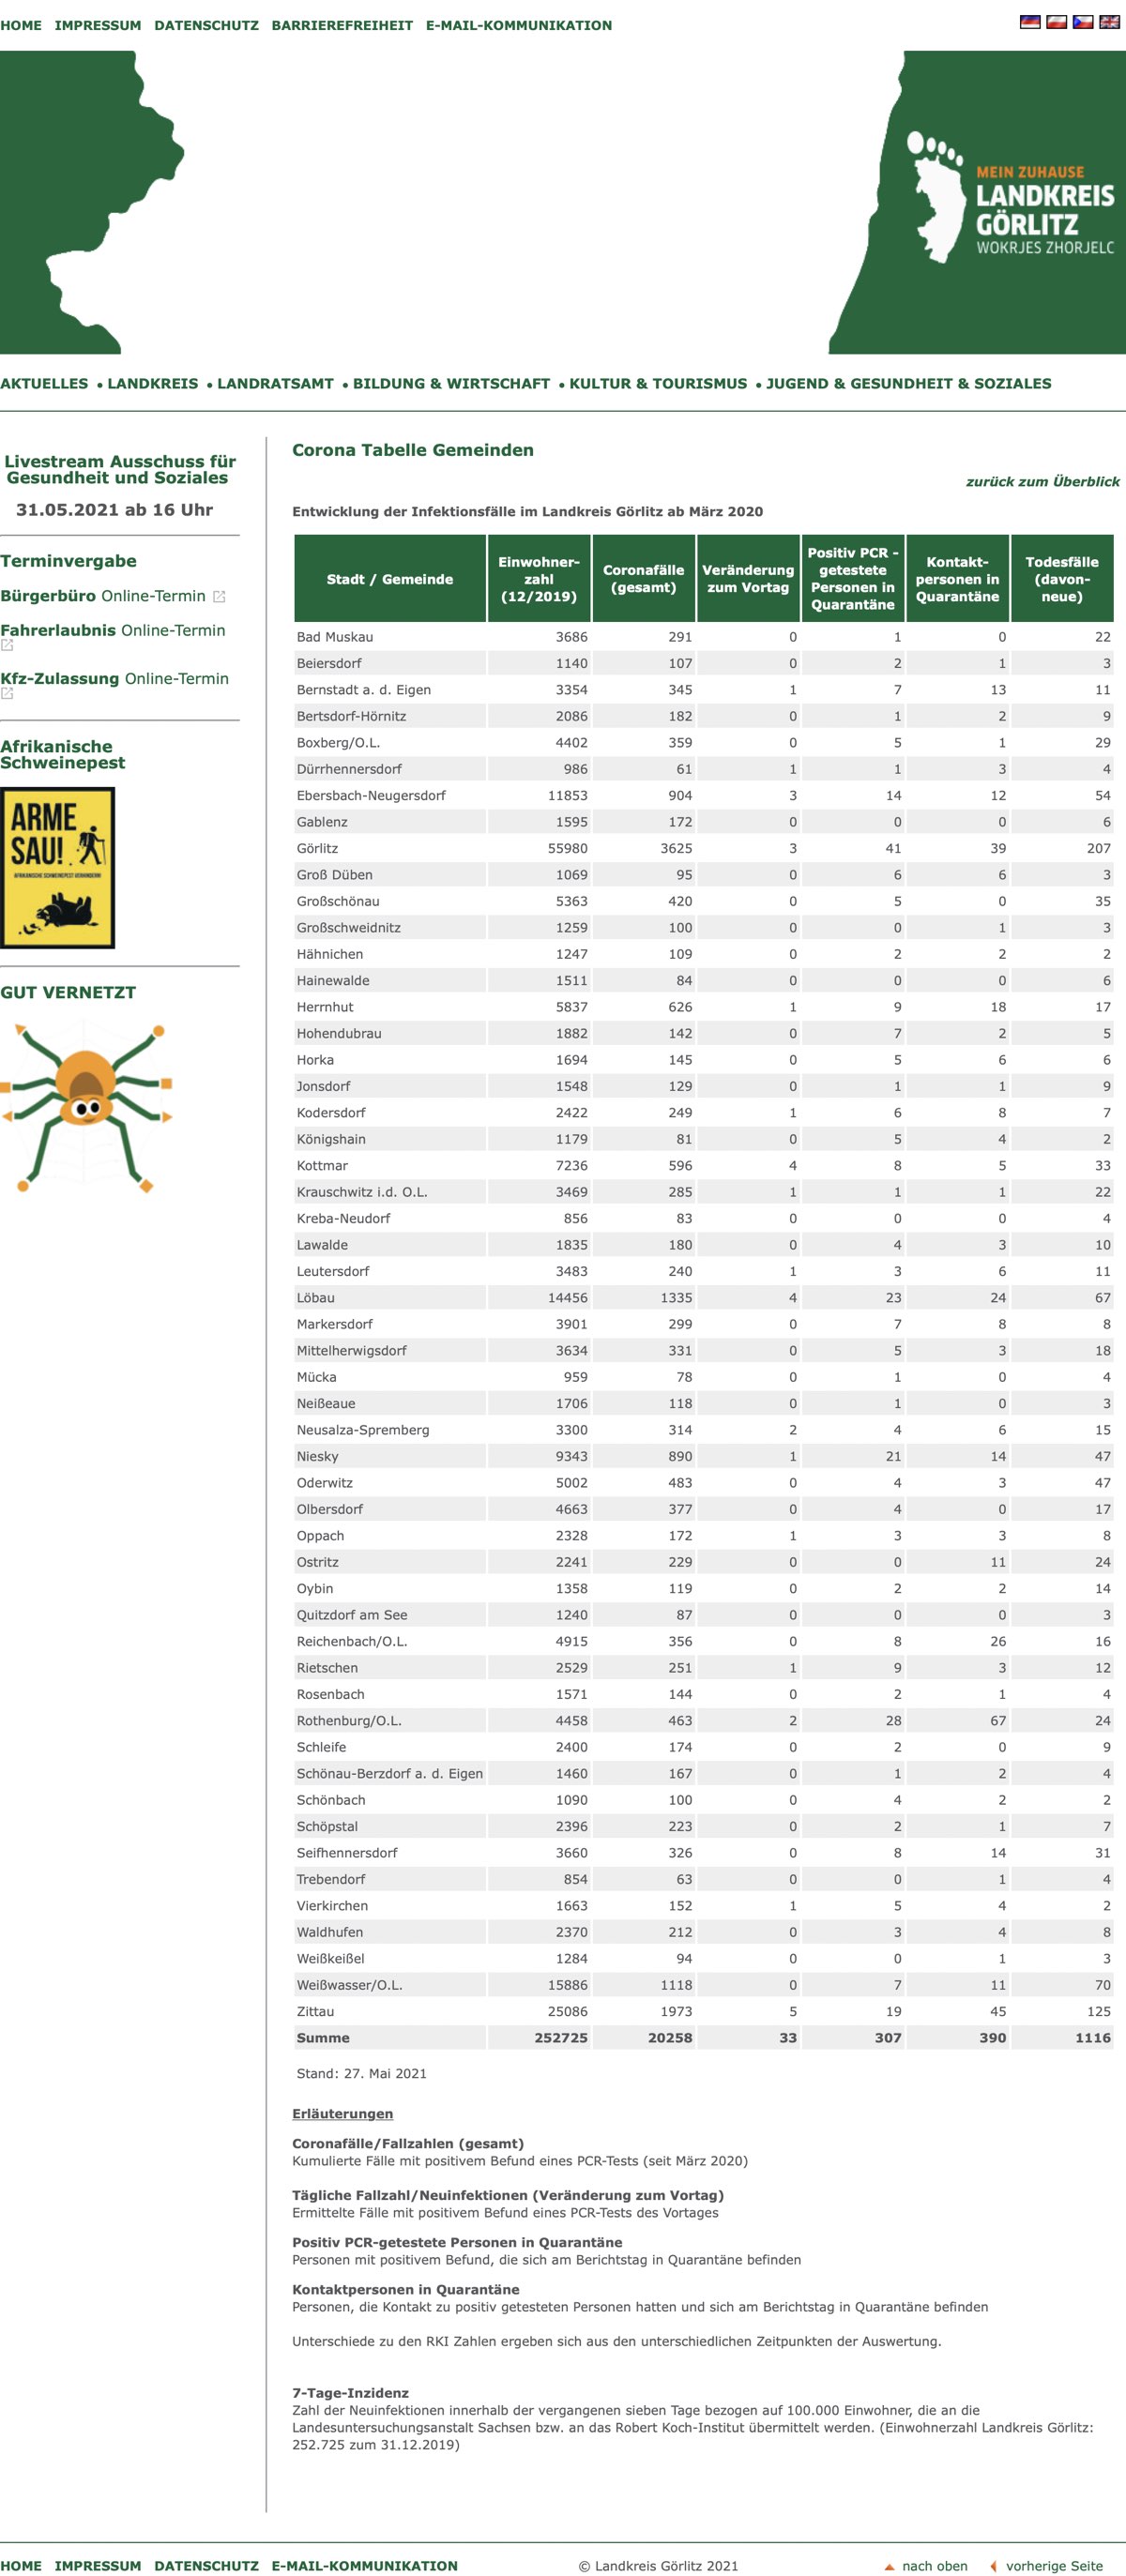 HOME IMPRESSUM DATENSCHUTZ BARRIEREFREIHEIT E-MAIL-KOMMUNIKATION
MEIN ZUHAUSE
LANDKREIS
GÖRLITZ
WOKRJES ZHORJELC
AKTUELLES • LANDKREIS • LANDRATSAMT • BILDUNG & WIRTSCHAFT • KULTUR & TOURISMUS • JUGEND & GESUNDHEIT & SOZIALES
Livestream Ausschuss für
Gesundheit und Soziales
31.05.2021 ab 16 Uhr
Terminvergabe
Bürgerbüro Online-Termin
Fahrerlaubnis Online-Termin
Kfz-Zulassung Online-Termin
Afrikanische
Schweinepest
ARME
SAU!
AFRIKANISCHE SCHWEINEPEST VERHINDERN!
GUT VERNETZT
Corona Tabelle Gemeinden
zurück zum Überblick
Entwicklung der Infektionsfälle im Landkreis Görlitz ab März 2020
Stadt / Gemeinde
Einwohner-
zahl
(12/2019)
Coronafälle
(gesamt)
Veränderung
zum Vortag
Positiv PCR -
getestete
Personen in
Quarantäne
Kontakt-
personen in
Quarantäne
Todesfälle
(davon-
neue)
Bad Muskau 3686 291 0 1 0 22
Beiersdorf 1140 107 0 2 1 3
Bernstadt a. d. Eigen 3354 345 1 7 13 11
Bertsdorf-Hörnitz 2086 182 0 1 2 9
Boxberg/O.L. 4402 359 0 5 1 29
Dürrhennersdorf 986 61 1 1 3 4
Ebersbach-Neugersdorf 11853 904 3 14 12 54
Gablenz 1595 172 0 0 0 6
Görlitz 55980 3625 3 41 39 207
Groß Düben 1069 95 0 6 6 3
Großschönau 5363 420 0 5 0 35
Großschweidnitz 1259 100 0 0 1 3
Hähnichen 1247 109 0 2 2 2
Hainewalde 1511 84 0 0 0 6
Herrnhut 5837 626 1 9 18 17
Hohendubrau 1882 142 0 7 2 5
Horka 1694 145 0 5 6 6
Jonsdorf 1548 129 0 1 1 9
Kodersdorf 2422 249 1 6 8 7
Königshain 1179 81 0 5 4 2
Kottmar 7236 596 4 8 5 33
Krauschwitz i.d. O.L. 3469 285 1 1 1 22
Kreba-Neudorf 856 83 0 0 0 4
Lawalde 1835 180 0 4 3 10
Leutersdorf 3483 240 1 3 6 11
Löbau 14456 1335 4 23 24 67
Markersdorf 3901 299 0 7 8 8
Mittelherwigsdorf 3634 331 0 5 3 18
Mücka 959 78 0 1 0 4
Neißeaue 1706 118 0 1 0 3
Neusalza-Spremberg 3300 314 2 4 6 15
Niesky 9343 890 1 21 14 47
Oderwitz 5002 483 0 4 3 47
Olbersdorf 4663 377 0 4 0 17
Oppach 2328 172 1 3 3 8
Ostritz 2241 229 0 0 11 24
Oybin 1358 119 0 2 2 14
Quitzdorf am See 1240 87 0 0 0 3
Reichenbach/O.L. 4915 356 0 8 26 16
Rietschen 2529 251 1 9 3 12
Rosenbach 1571 144 0 2 1 4
Rothenburg/O.L. 4458 463 2 28 67 24
Schleife 2400 174 0 2 0 9
Schönau-Berzdorf a. d. Eigen 1460 167 0 1 2 4
Schönbach 1090 100 0 4 2 2
Schöpstal 2396 223 0 2 1 7
Seifhennersdorf 3660 326 0 8 14 31
Trebendorf 854 63 0 0 1 4
Vierkirchen 1663 152 1 5 4 2
Waldhufen 2370 212 0 3 4 8
Weißkeißel 1284 94 0 0 1 3
Weißwasser/O.L. 15886 1118 0 7 11 70
Zittau 25086 1973 5 19 45 125
Summe 252725 20258 33 307 390 1116
Stand: 27. Mai 2021
Erläuterungen
Coronafälle/Fallzahlen (gesamt)
Kumulierte Fälle mit positivem Befund eines PCR-Tests (seit März 2020)
Tägliche Fallzahl/Neuinfektionen (Veränderung zum Vortag)
Ermittelte Fälle mit positivem Befund eines PCR-Tests des Vortages
Positiv PCR-getestete Personen in Quarantäne
Personen mit positivem Befund, die sich am Berichtstag in Quarantäne befinden
Kontaktpersonen in Quarantäne
Personen, die Kontakt zu positiv getesteten Personen hatten und sich am Berichtstag in Quarantäne befinden
Unterschiede zu den RKI Zahlen ergeben sich aus den unterschiedlichen Zeitpunkten der Auswertung.
7-Tage-Inzidenz
Zahl der Neuinfektionen innerhalb der vergangenen sieben Tage bezogen auf 100.000 Einwohner, die an die
Landesuntersuchungsanstalt Sachsen bzw. an das Robert Koch-Institut übermittelt werden. (Einwohnerzahl Landkreis Görlitz:
252.725 zum 31.12.2019)
HOME IMPRESSUM DATENSCHUTZ E-MAIL-KOMMUNIKATION
© Landkreis Görlitz 2021
nach oben vorherige Seite